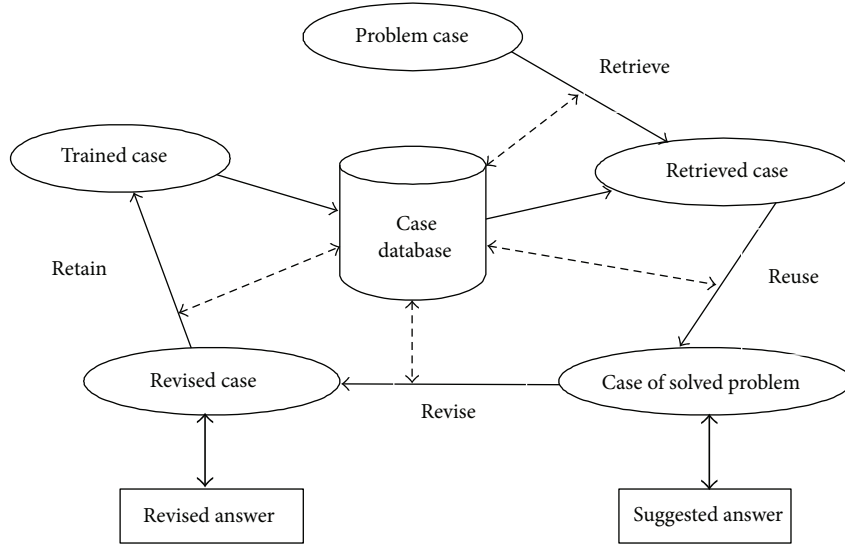 Problem case
Retrieve
Trained case
Retrieved case
Case
database
Retain
Reuse
Revised case
Case of solved problem
Revise
Revised answer
Suggested answer